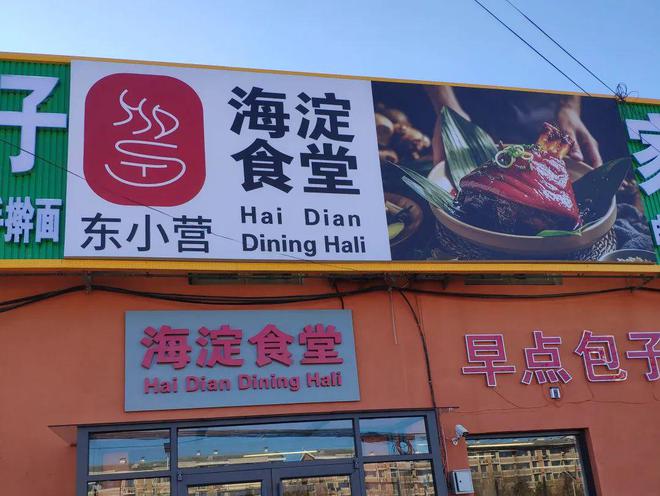 子
手擀面
海淀
食堂
Hai Dian
Dining Hali
东小营
海淀食堂
Hai Dian Dining Hali
早点包子